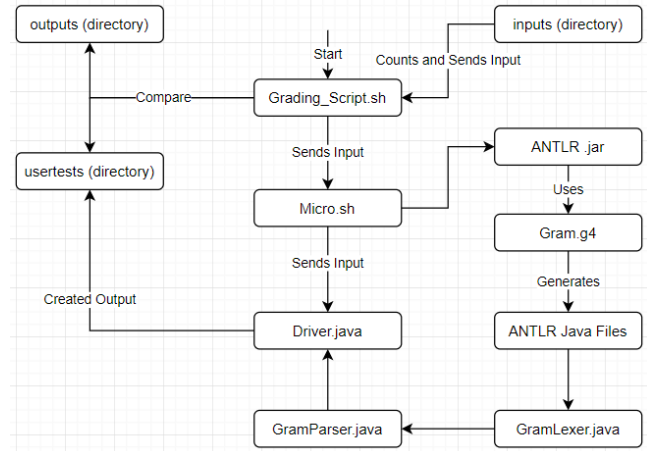 outputs (directory)
inputs (directory)
Start
Counts and Sends Input
Compare
Grading_Script.sh
Sends Input
ANTLR .jar
usertests (directory)
Uses
Micro.sh
Gram.g4
Sends Input
Generates
Created Output
Driver.java
ANTLR Java Files
GramParser.java
GramLexer.java